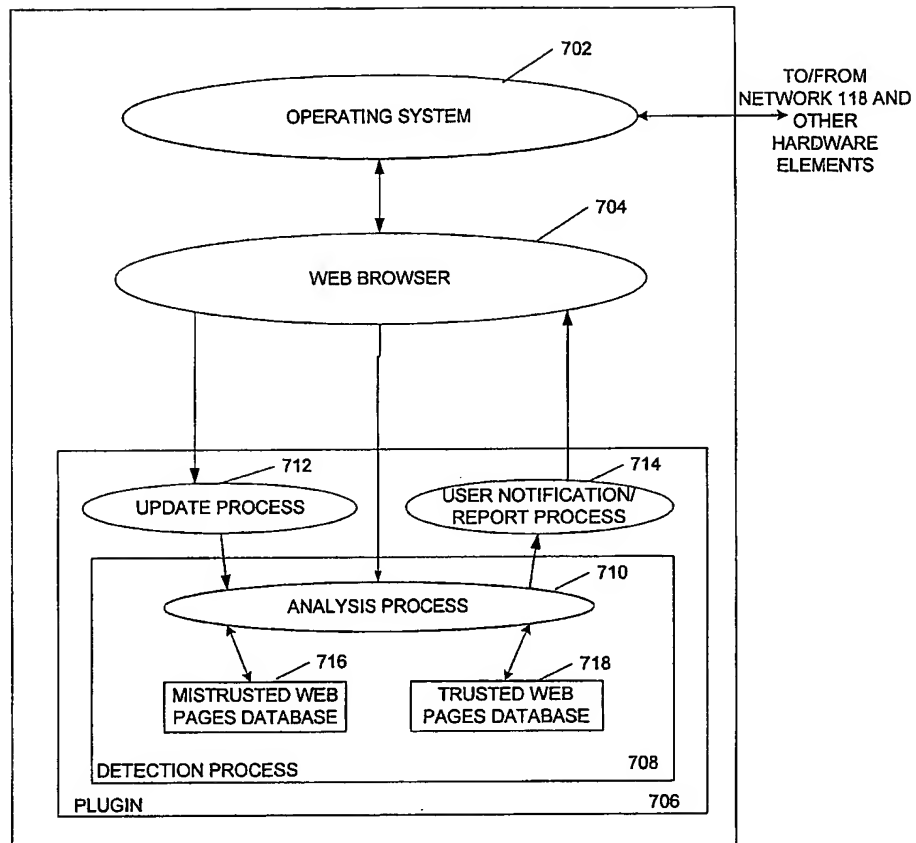 702
TO/FROM
NETWORK 118 AND
OTHER
HARDWARE
ELEMENTS
OPERATING SYSTEM
704
WEB BROWSER
712
714
UPDATE PROCESS
USER NOTIFICATION/
REPORT PROCESS
710
ANALYSIS PROCESS
716
718
MISTRUSTED WEB
PAGES DATABASE
TRUSTED WEB
PAGES DATABASE
DETECTION PROCESS
708
PLUGIN
706